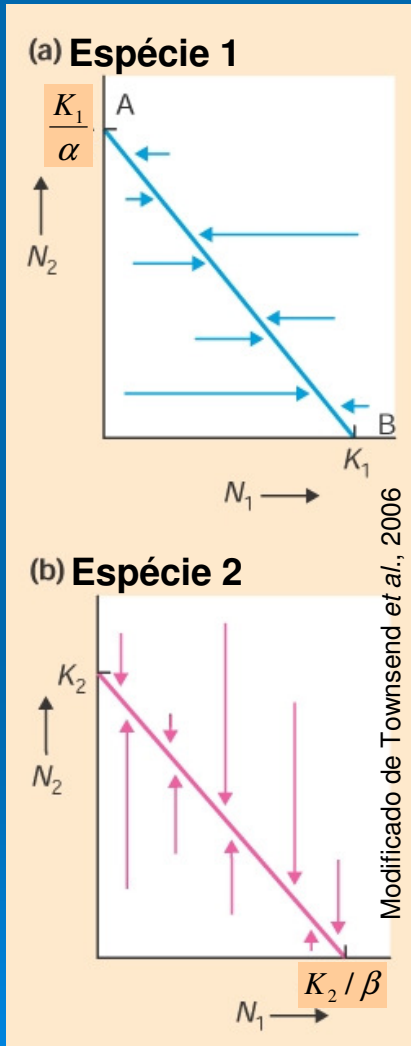 (a) Espécie 1
K₁
α
A
N₂
B
K₁
N₁
(b) Espécie 2
K₂
N₂
K₂ / β
N₁
Modificado de Townsend et al., 2006